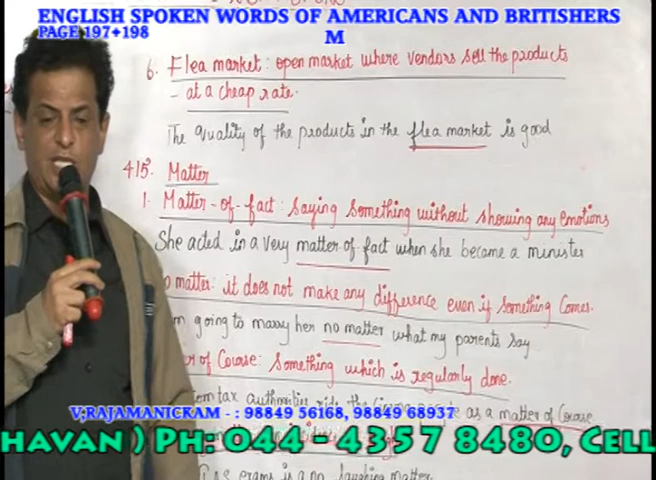 ENGLISH SPOKEN WORDS OF AMERICANS AND BRITISHERS
PAGE 197+198
M
6. Flea market: open market where vendors sell the products
- at a cheap rate.
The quality of the products in the flea market is good
415. Matter
1. Matter-of-fact: Saying something without showing any emotions
She acted in a very matter of fact when she became a minister
matter: it does not make any difference even if something comes.
going to marry her no matter what my parents say
of Course: Something which is regularly done.
tax authorities as a matter of course
V;RAJAMANICKAM - : 98849 56168, 98849 68937
HAVAN ) PH: 044 - 4357 8480, CELL
exams is a no laughing matter.